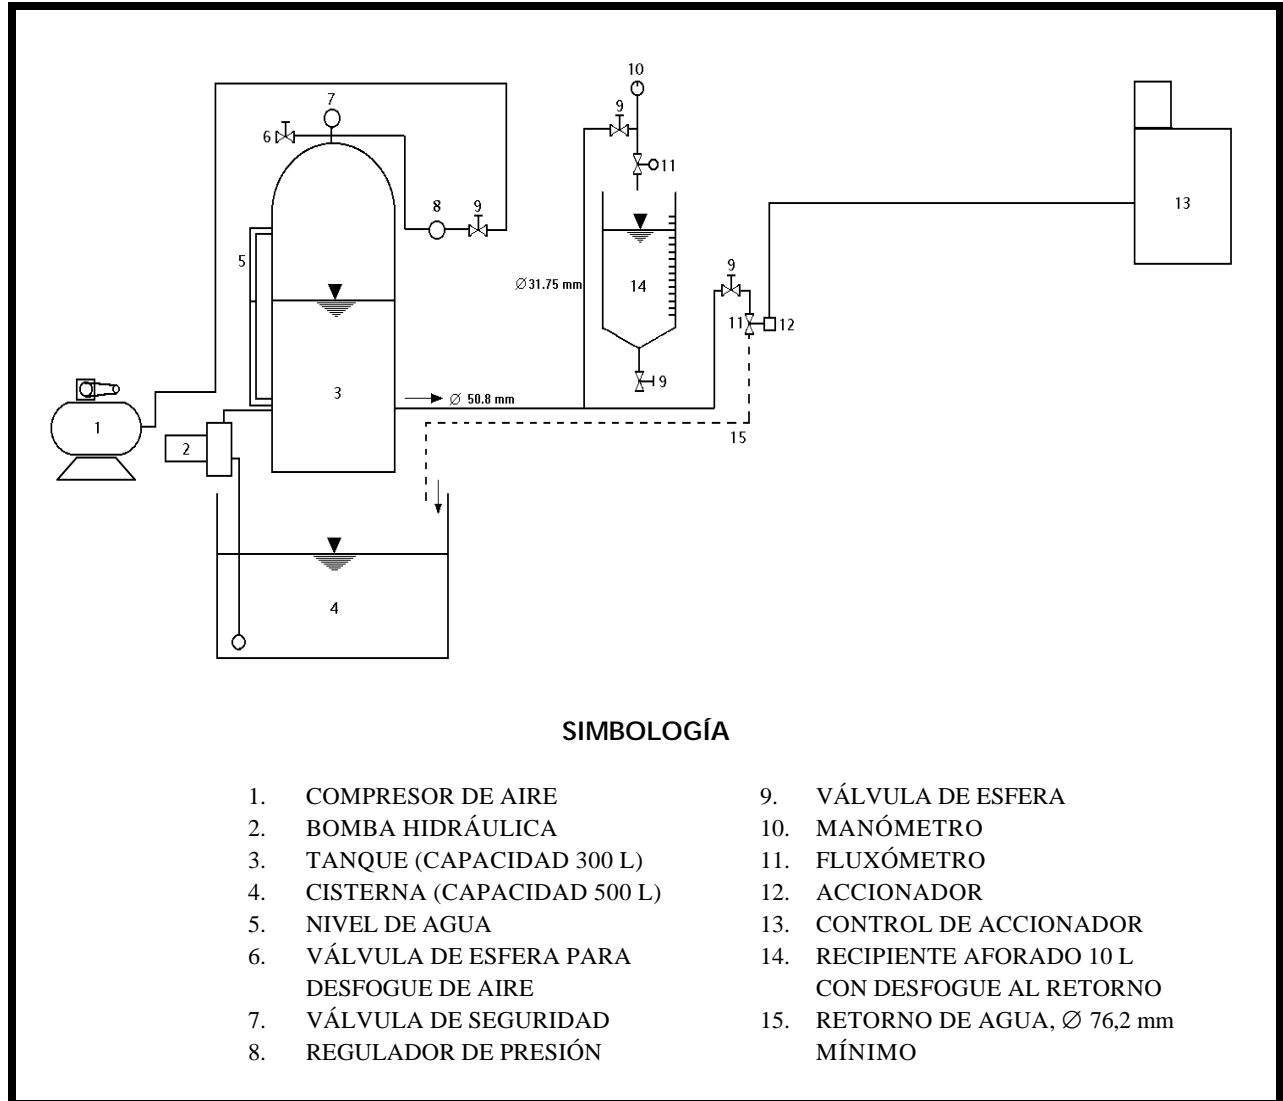 10
7
9
6
11
8
9
13
5
Ø 31.75 mm
14
9
11
12
3
Ø 50.8 mm
9
1
2
15
4
SIMBOLOGÍA
1. COMPRESOR DE AIRE
2. BOMBA HIDRÁULICA
3. TANQUE (CAPACIDAD 300 L)
4. CISTERNA (CAPACIDAD 500 L)
5. NIVEL DE AGUA
6. VÁLVULA DE ESFERA PARA
DESFOGUE DE AIRE
7. VÁLVULA DE SEGURIDAD
8. REGULADOR DE PRESIÓN
9. VÁLVULA DE ESFERA
10. MANÓMETRO
11. FLUXÓMETRO
12. ACCIONADOR
13. CONTROL DE ACCIONADOR
14. RECIPIENTE AFORADO 10 L
CON DESFOGUE AL RETORNO
15. RETORNO DE AGUA, Ø 76,2 mm
MÍNIMO